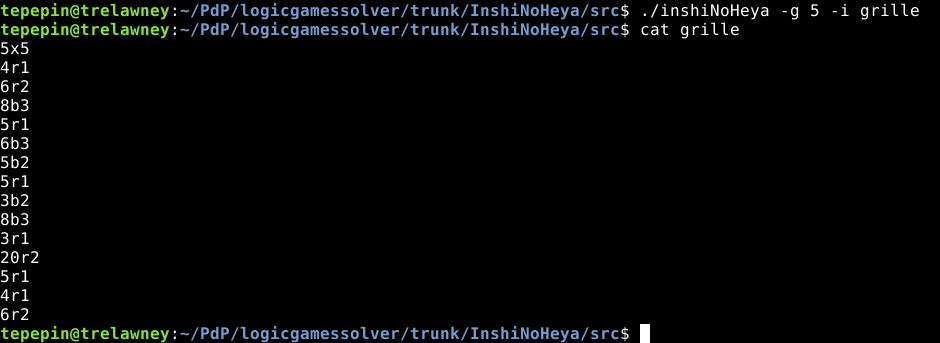 tepepin@trelawney:~/PdP/logicgamessolver/trunk/InshiNoHeya/src$ ./inshiNoHeya -g 5 -i grille
tepepin@trelawney:~/PdP/logicgamessolver/trunk/InshiNoHeya/src$ cat grille
5x5
4r1
6r2
8b3
5r1
6b3
5b2
5r1
3b2
8b3
3r1
20r2
5r1
4r1
6r2
tepepin@trelawney:~/PdP/logicgamessolver/trunk/InshiNoHeya/src$